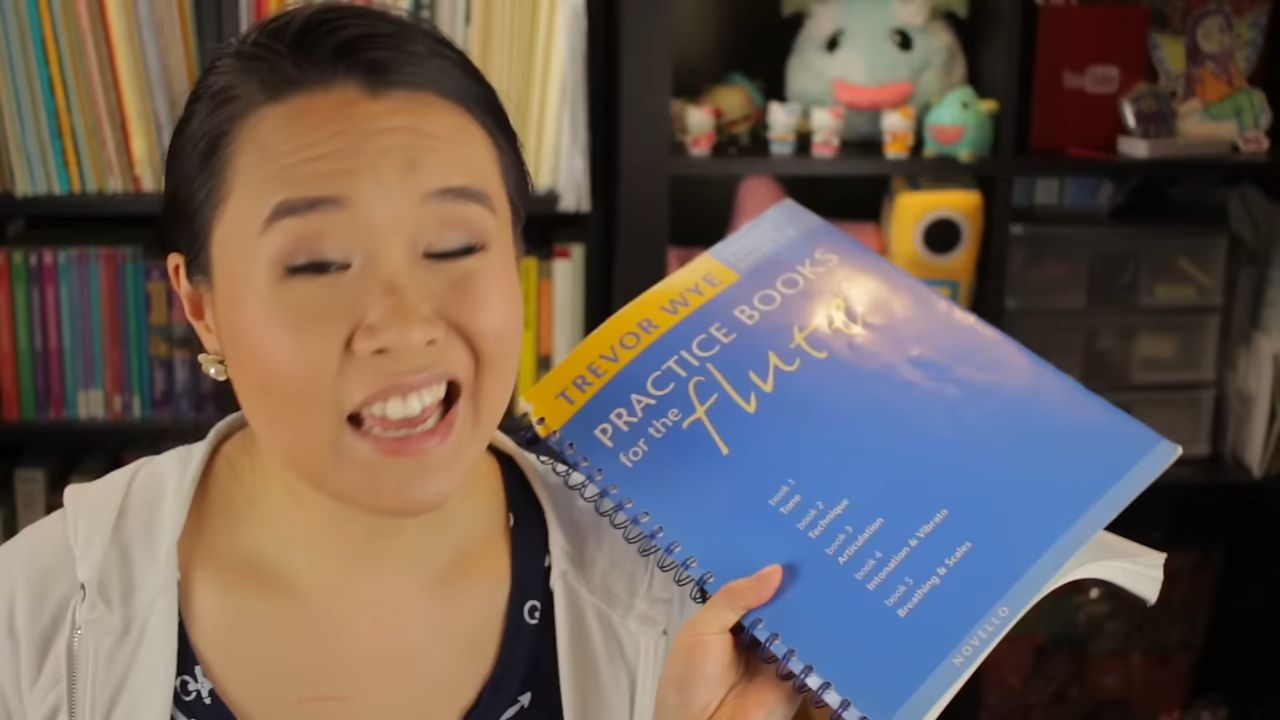 TREVOR WYE
PRACTICE BOOKS
for the
flute
book 1
Tone
book 2
Technique
book 3
Articulation
book 4
Intonation & Vibrato
book 5
Breathing & Scales
NOVELLO
YouTube